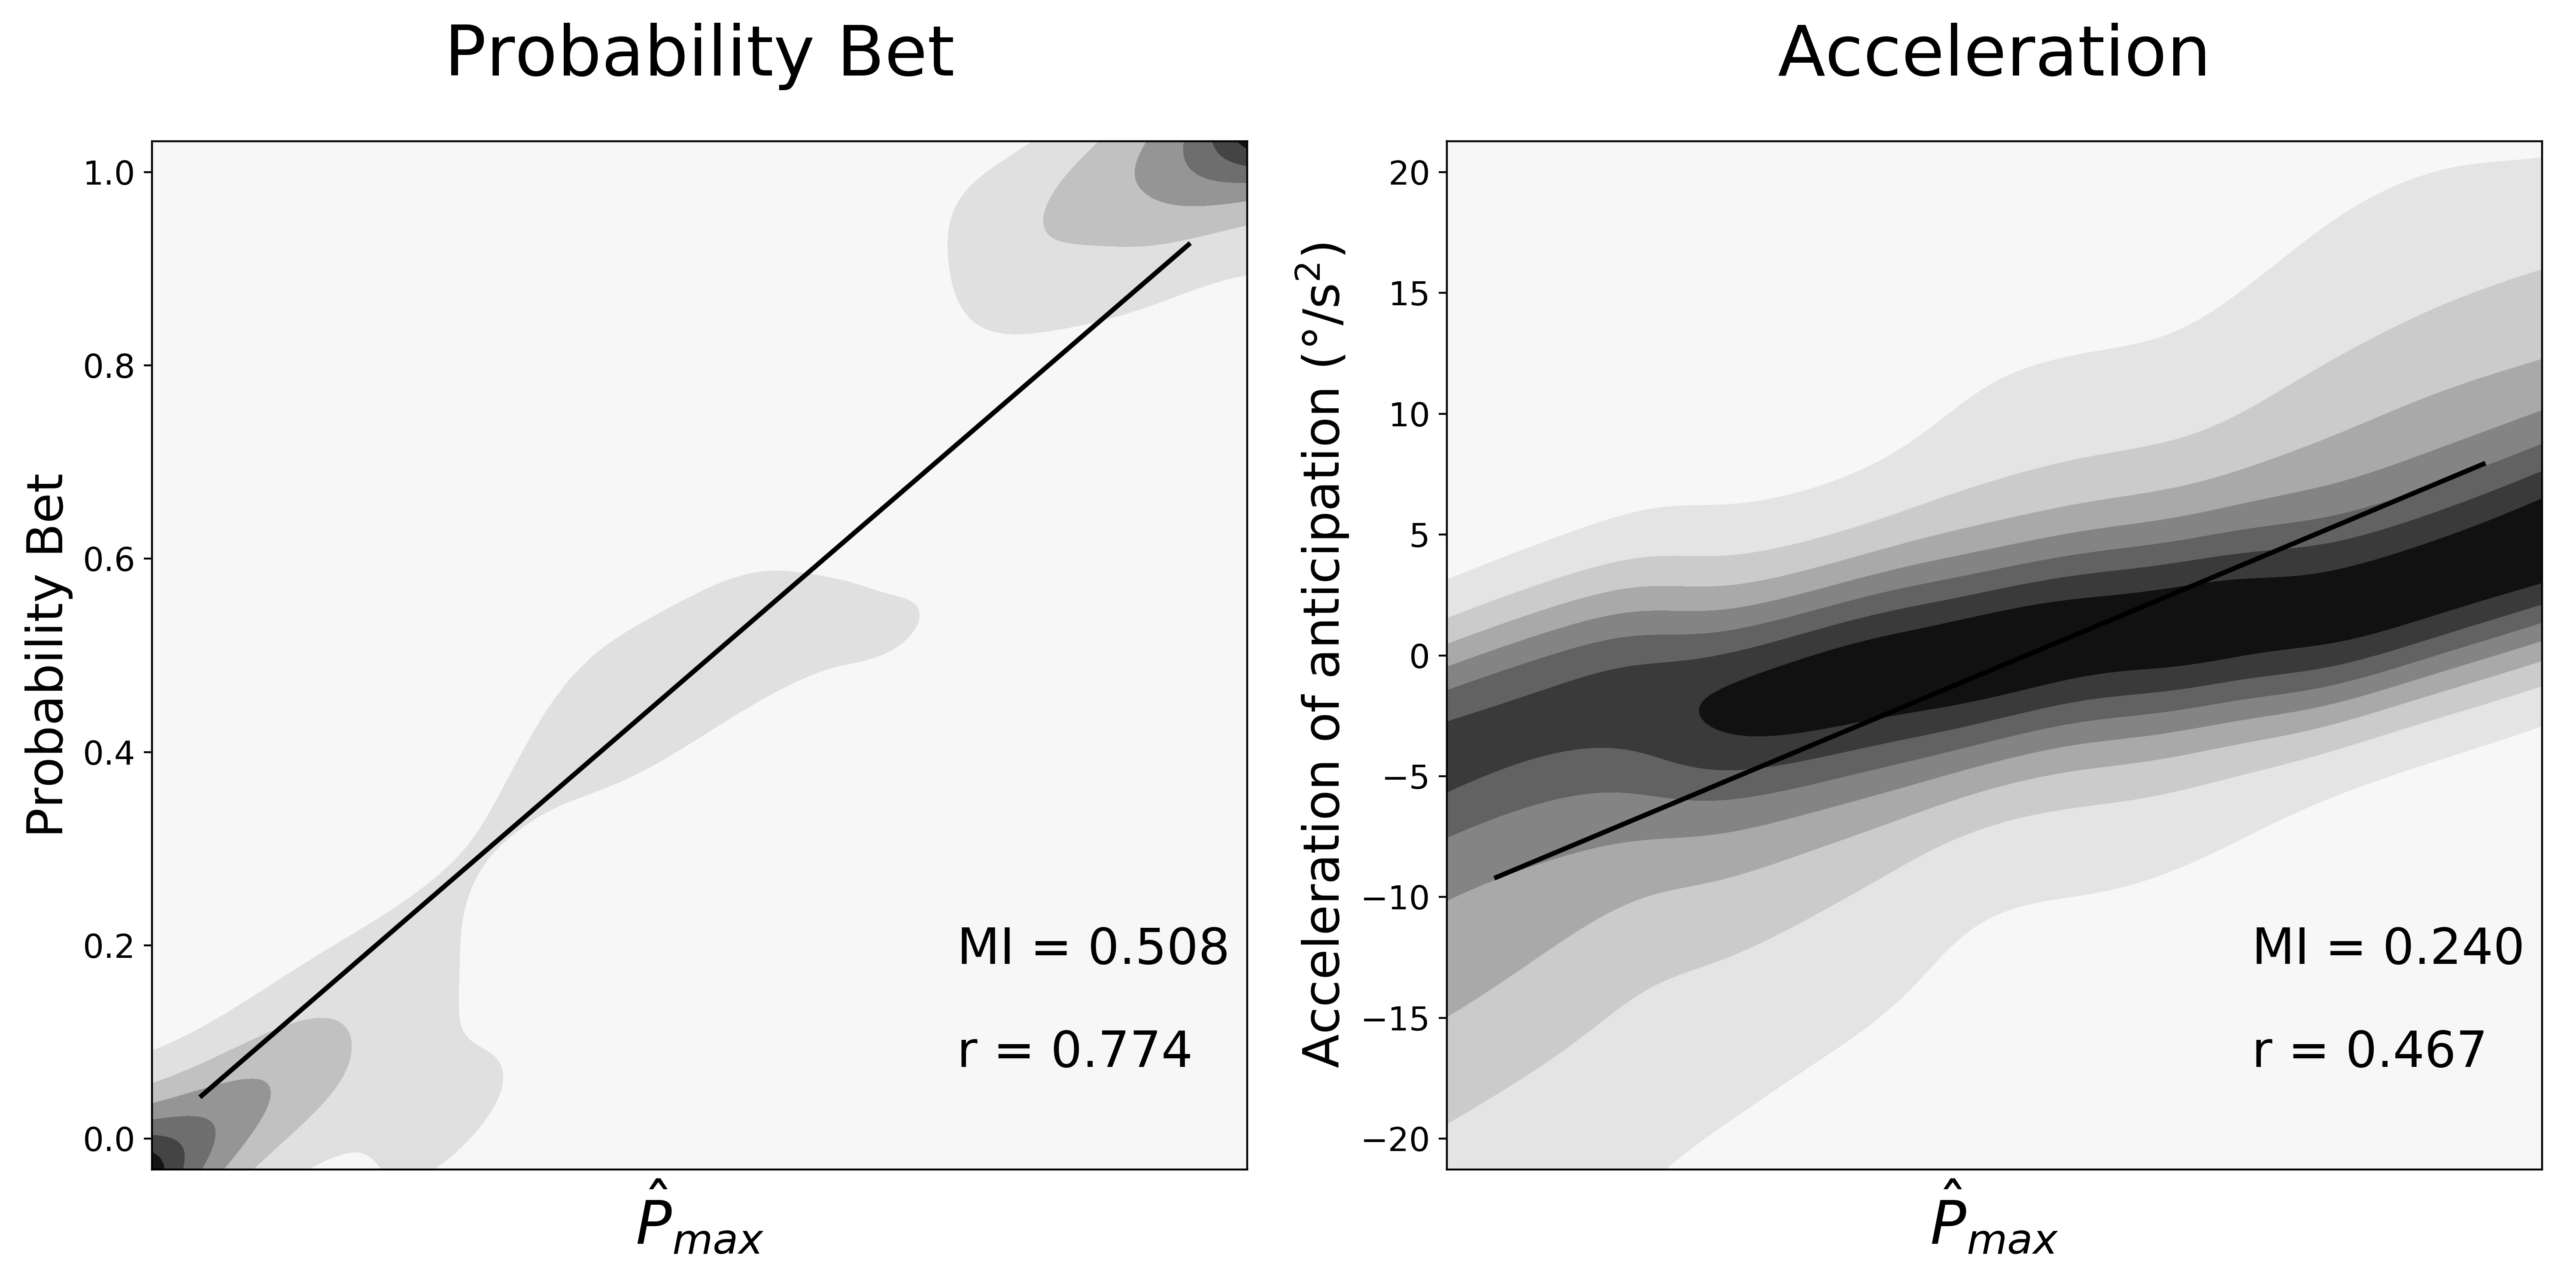 Probability Bet
Probability Bet
1.0
0.8
0.6
0.4
0.2
0.0
MI = 0.508
r = 0.774
P̂max
Acceleration
Acceleration of anticipation (°/s²)
20
15
10
5
0
−5
−10
−15
−20
MI = 0.240
r = 0.467
P̂max